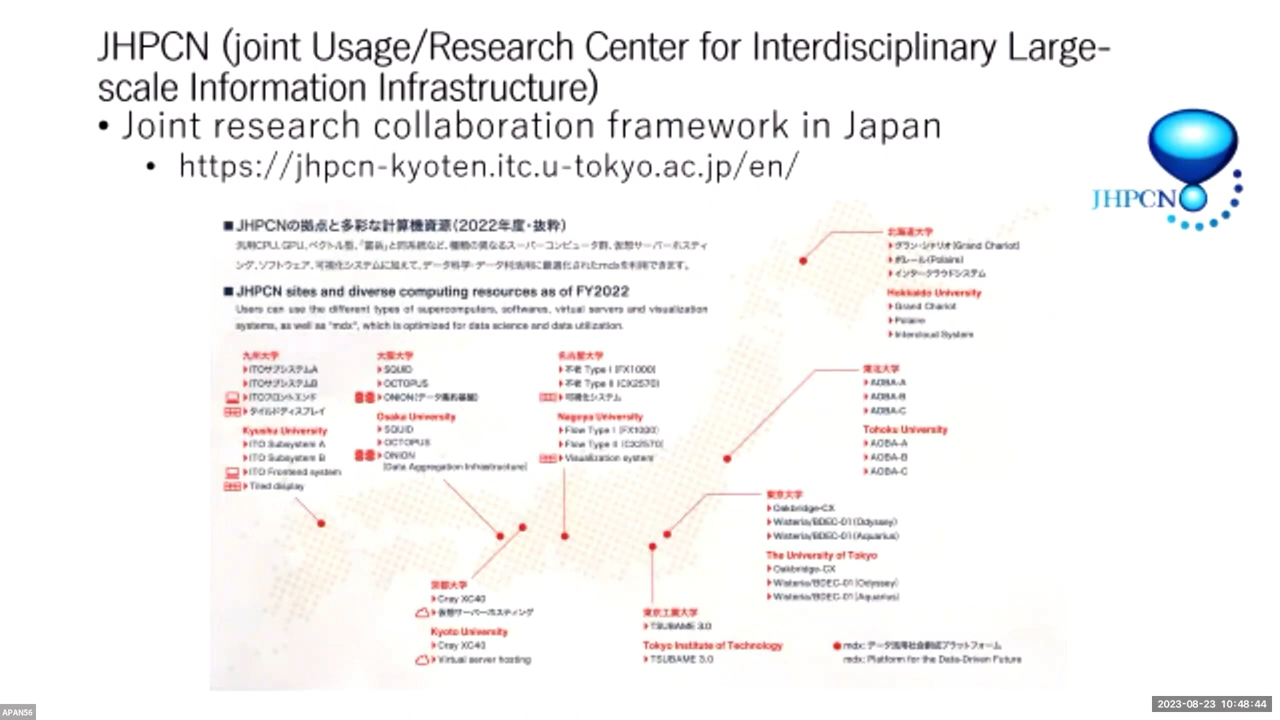 JHPCN (joint Usage/Research Center for Interdisciplinary Large-
scale Information Infrastructure)
• Joint research collaboration framework in Japan
• https://jhpcn-kyoten.itc.u-tokyo.ac.jp/en/
JHPCN
■ JHPCNの拠点と多彩な計算機資源(2022年度・抜粋)
汎用CPU、GPU、ベクトル型、「富岳」と同系統など、種類の異なるスーパーコンピュータ群、仮想サーバーホスティ
ング、ソフトウェア、可視化システムに加えて、データ科学・データ利活用に最適化されたmdxを利用できます。
■ JHPCN sites and diverse computing resources as of FY2022
Users can use the different types of supercomputers, softwares, virtual servers and visualization
systems, as well as "mdx", which is optimized for data science and data utilization.
北海道大学
グラン・シャリオ(Grand Chariot)
ポレール(Polaire)
インタークラウドシステム
Hokkaido University
Grand Chariot
Polaire
Intercloud System
九州大学
ITOサブシステムA
ITOサブシステムB
ITOフロントエンド
タイルドディスプレイ
Kyushu University
ITO Subsystem A
ITO Subsystem B
ITO Frontend system
Tiled display
大阪大学
SQUID
OCTOPUS
ONION(データ集約基盤)
Osaka University
SQUID
OCTOPUS
ONION
(Data Aggregation Infrastructure)
名古屋大学
不老 Type I (FX1000)
不老 Type II (CX2570)
可視化システム
Nagoya University
Flow Type I (FX1000)
Flow Type II (CX2570)
Visualization system
東北大学
AOBA-A
AOBA-B
AOBA-C
Tohoku University
AOBA-A
AOBA-B
AOBA-C
東京大学
Oakbridge-CX
Wisteria/BDEC-01(Odyssey)
Wisteria/BDEC-01(Aquarius)
The University of Tokyo
Oakbridge-CX
Wisteria/BDEC-01(Odyssey)
Wisteria/BDEC-01(Aquarius)
京都大学
Cray XC40
仮想サーバーホスティング
Kyoto University
Cray XC40
Virtual server hosting
東京工業大学
TSUBAME 3.0
Tokyo Institute of Technology
TSUBAME 3.0
mdx: データ活用社会創成プラットフォーム
mdx: Platform for the Data-Driven Future
APAN56
2023-08-23 10:48:44